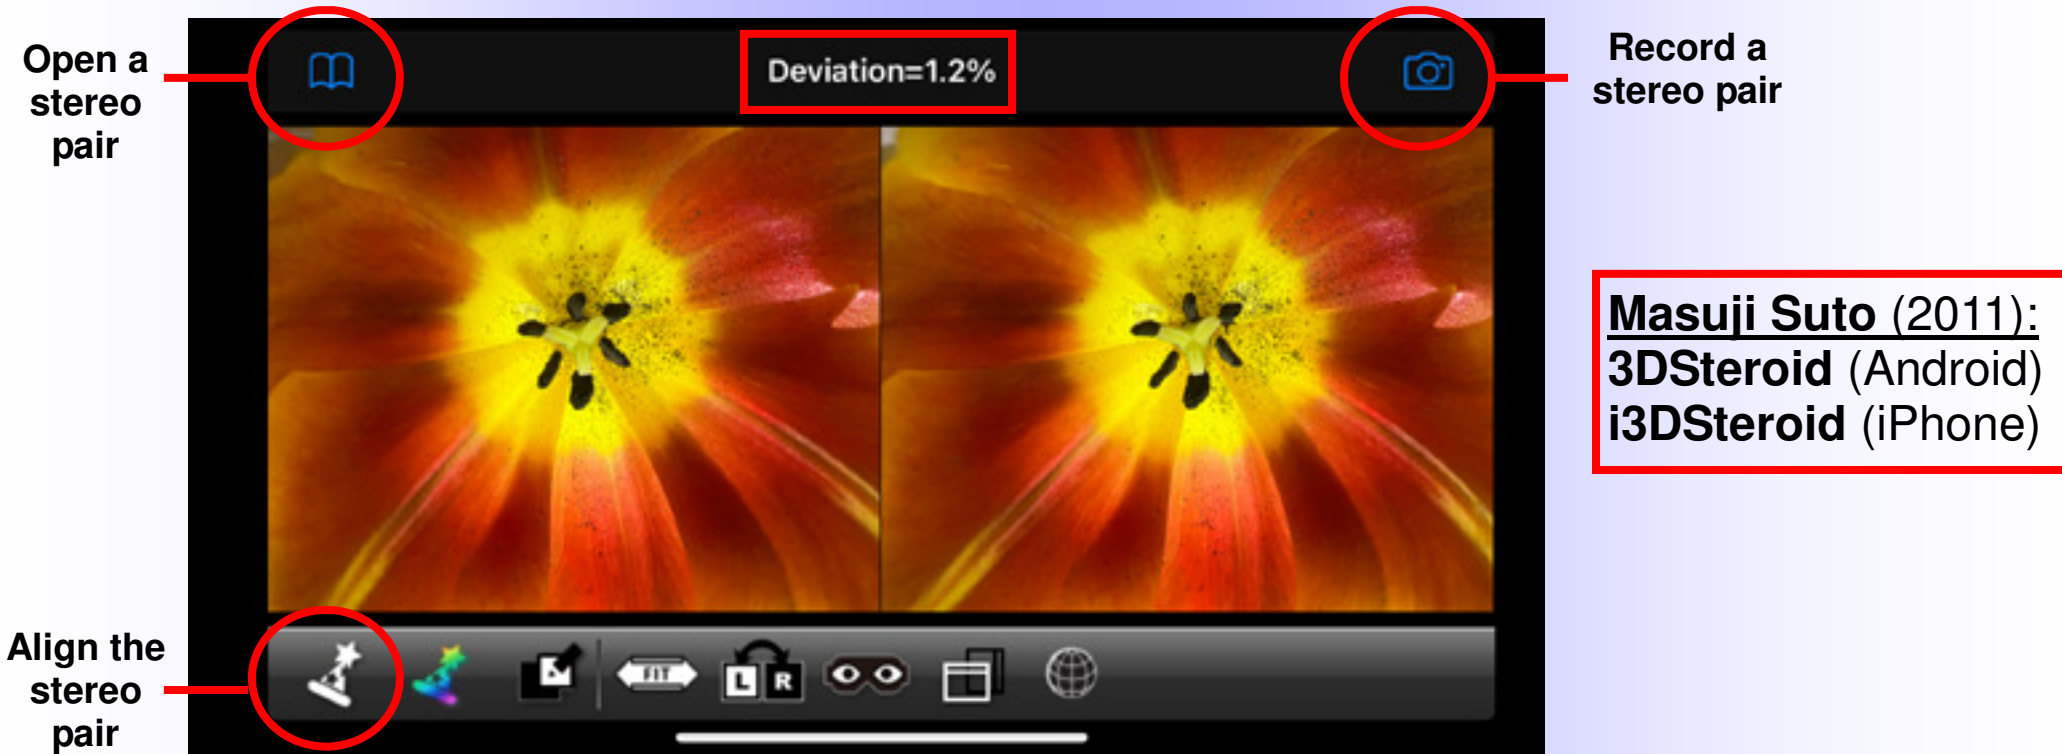 Open a
stereo
pair
Deviation=1.2%
Record a
stereo pair
Masuji Suto (2011):
3DSteroid (Android)
i3DSteroid (iPhone)
Align the
stereo
pair
FIT
L R